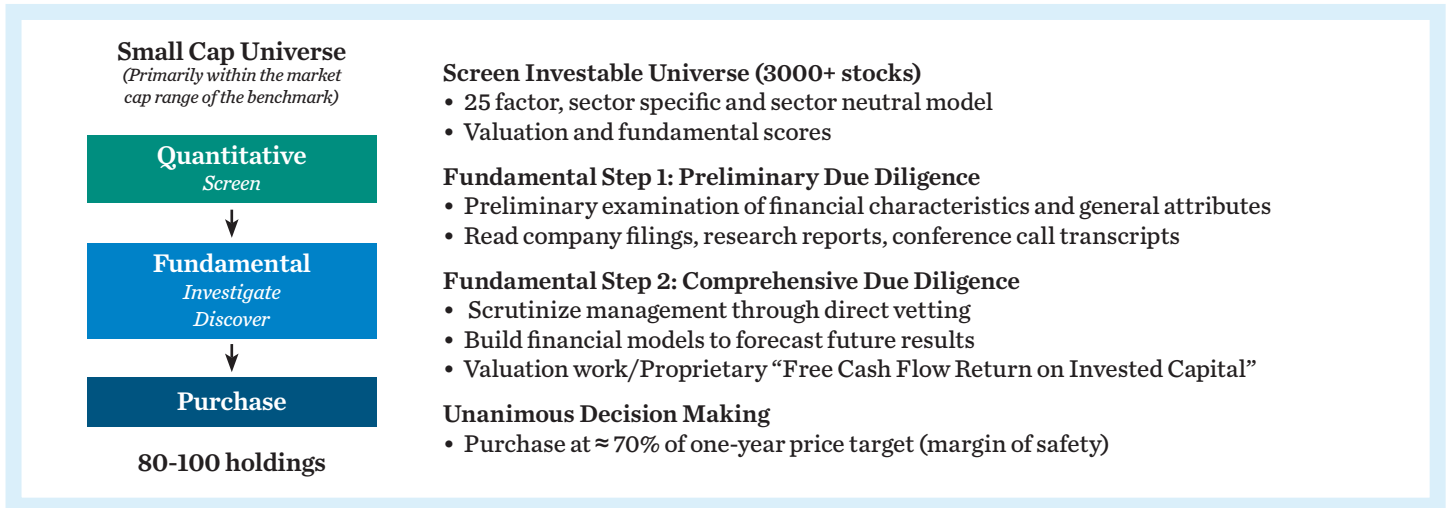 Small Cap Universe
(Primarily within the market
cap range of the benchmark)
Quantitative
Screen
Fundamental
Investigate
Discover
Purchase
80-100 holdings
Screen Investable Universe (3000+ stocks)
• 25 factor, sector specific and sector neutral model
• Valuation and fundamental scores
Fundamental Step 1: Preliminary Due Diligence
• Preliminary examination of financial characteristics and general attributes
• Read company filings, research reports, conference call transcripts
Fundamental Step 2: Comprehensive Due Diligence
• Scrutinize management through direct vetting
• Build financial models to forecast future results
• Valuation work/Proprietary “Free Cash Flow Return on Invested Capital”
Unanimous Decision Making
• Purchase at ≈ 70% of one-year price target (margin of safety)